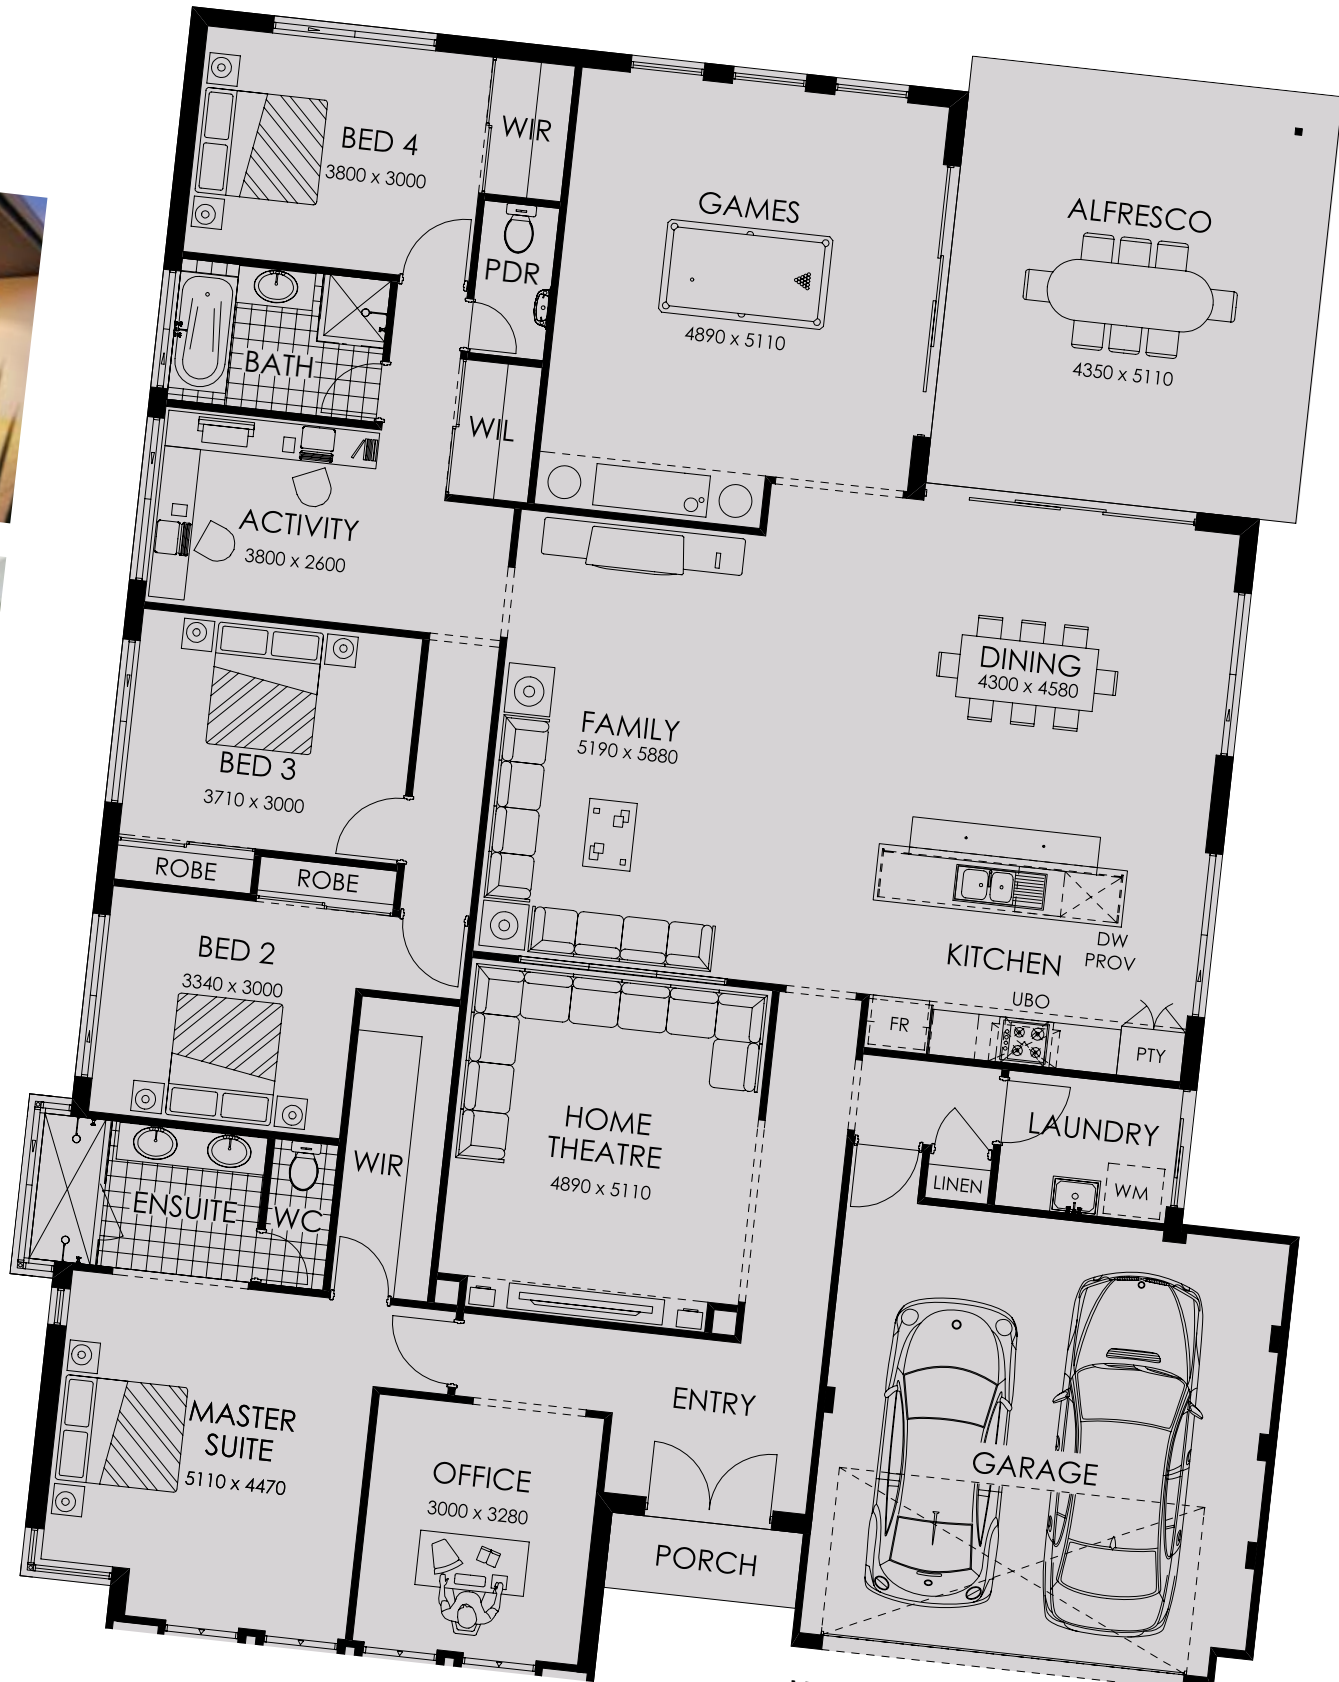 BED 4
3800 x 3000
WIR
PDR
GAMES
4890 x 5110
ALFRESCO
4350 x 5110
BATH
WIL
ACTIVITY
3800 x 2600
DINING
4300 x 4580
FAMILY
5190 x 5880
BED 3
3710 x 3000
ROBE
ROBE
BED 2
3340 x 3000
KITCHEN
DW
PROV
UBO
FR
PTY
HOME
THEATRE
4890 x 5110
LAUNDRY
LINEN
WM
WIR
ENSUITE
WC
MASTER
SUITE
5110 x 4470
OFFICE
3000 x 3280
ENTRY
PORCH
GARAGE